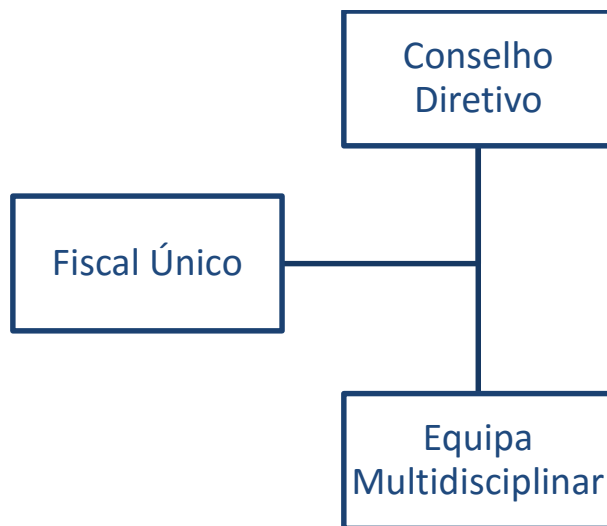 Conselho
Diretivo
Fiscal Único
Equipa
Multidisciplinar